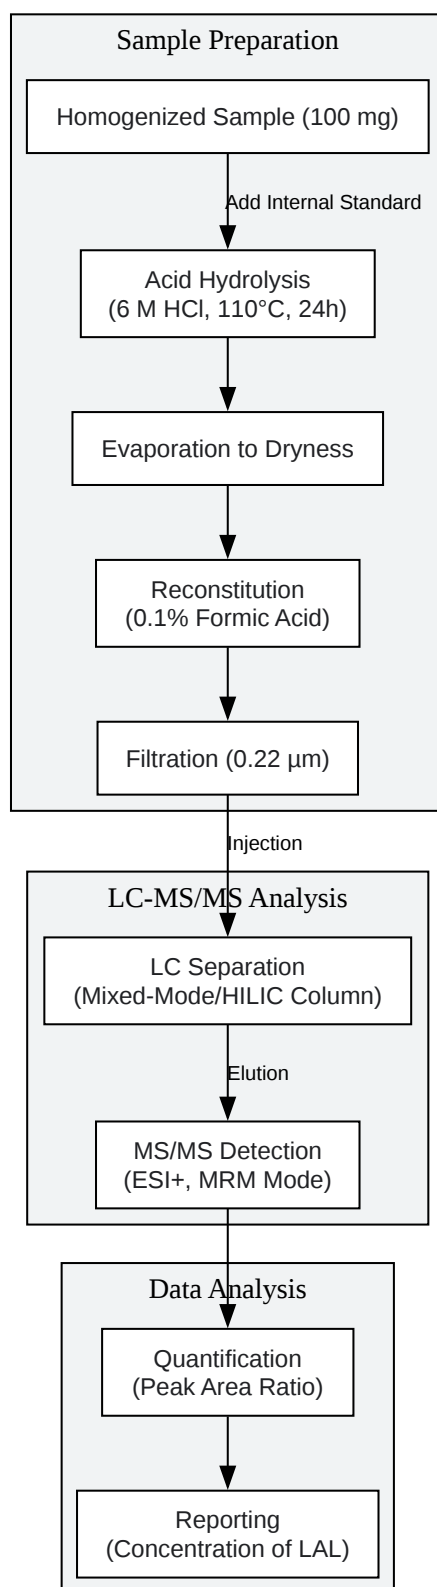 Sample Preparation
Homogenized Sample (100 mg)
Add Internal Standard
Acid Hydrolysis
(6 M HCl, 110°C, 24h)
Evaporation to Dryness
Reconstitution
(0.1% Formic Acid)
Filtration (0.22 µm)
Injection
LC-MS/MS Analysis
LC Separation
(Mixed-Mode/HILIC Column)
Elution
MS/MS Detection
(ESI+, MRM Mode)
Data Analysis
Quantification
(Peak Area Ratio)
Reporting
(Concentration of LAL)